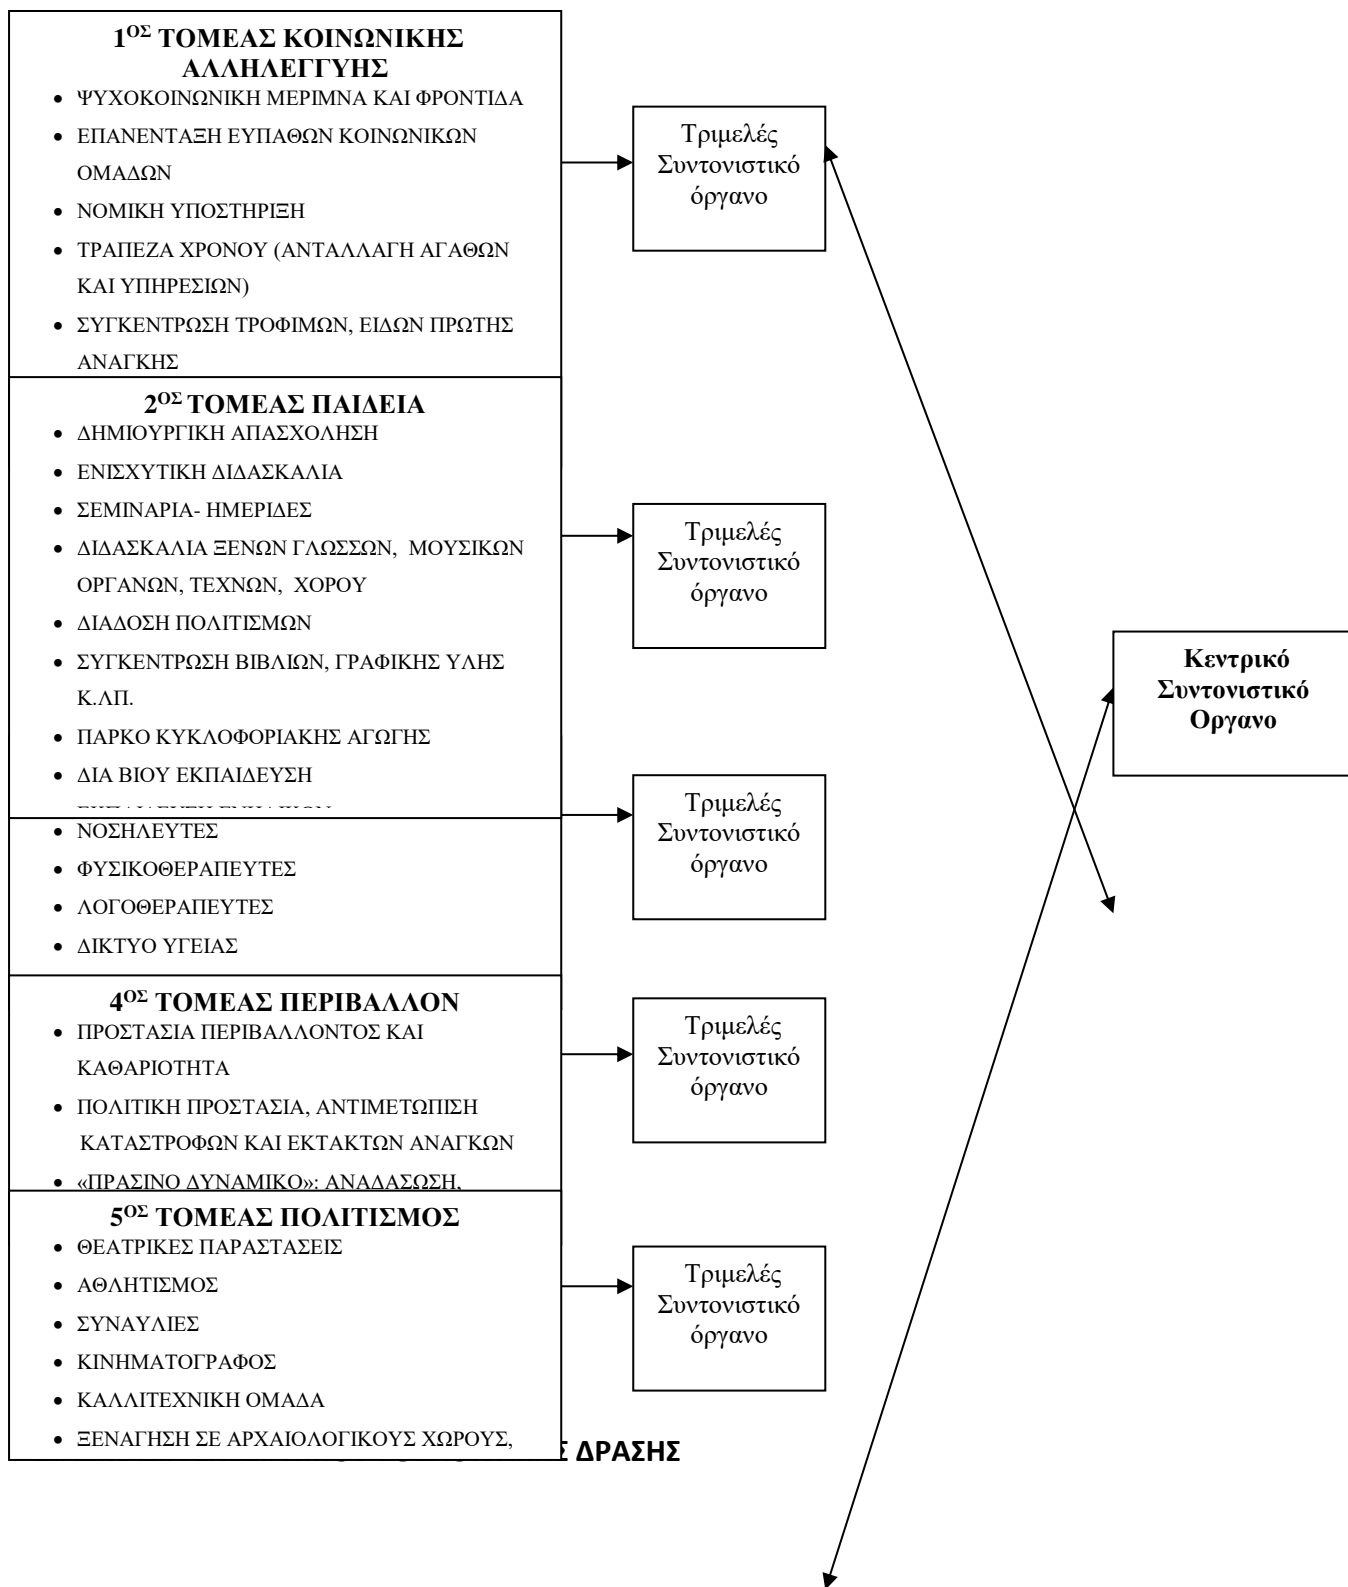 1ΟΣ ΤΟΜΕΑΣ ΚΟΙΝΩΝΙΚΗΣ
ΑΛΛΗΛΕΓΓΥΗΣ
• ΨΥΧΟΚΟΙΝΩΝΙΚΗ ΜΕΡΙΜΝΑ ΚΑΙ ΦΡΟΝΤΙΔΑ
• ΕΠΑΝΕΝΤΑΞΗ ΕΥΠΑΘΩΝ ΚΟΙΝΩΝΙΚΩΝ
ΟΜΑΔΩΝ
• ΝΟΜΙΚΗ ΥΠΟΣΤΗΡΙΞΗ
• ΤΡΑΠΕΖΑ ΧΡΟΝΟΥ (ΑΝΤΑΛΛΑΓΗ ΑΓΑΘΩΝ
ΚΑΙ ΥΠΗΡΕΣΙΩΝ)
• ΣΥΓΚΕΝΤΡΩΣΗ ΤΡΟΦΙΜΩΝ, ΕΙΔΩΝ ΠΡΩΤΗΣ
ΑΝΑΓΚΗΣ
Τριμελές
Συντονιστικό
όργανο
2ΟΣ ΤΟΜΕΑΣ ΠΑΙΔΕΙΑ
• ΔΗΜΙΟΥΡΓΙΚΗ ΑΠΑΣΧΟΛΗΣΗ
• ΕΝΙΣΧΥΤΙΚΗ ΔΙΔΑΣΚΑΛΙΑ
• ΣΕΜΙΝΑΡΙΑ- ΗΜΕΡΙΔΕΣ
• ΔΙΔΑΣΚΑΛΙΑ ΞΕΝΩΝ ΓΛΩΣΣΩΝ, ΜΟΥΣΙΚΩΝ
ΟΡΓΑΝΩΝ, ΤΕΧΝΩΝ, ΧΟΡΟΥ
• ΔΙΑΔΟΣΗ ΠΟΛΙΤΙΣΜΩΝ
• ΣΥΓΚΕΝΤΡΩΣΗ ΒΙΒΛΙΩΝ, ΓΡΑΦΙΚΗΣ ΥΛΗΣ
Κ.ΛΠ.
• ΠΑΡΚΟ ΚΥΚΛΟΦΟΡΙΑΚΗΣ ΑΓΩΓΗΣ
• ΔΙΑ ΒΙΟΥ ΕΚΠΑΙΔΕΥΣΗ
Τριμελές
Συντονιστικό
όργανο
• ΝΟΣΗΛΕΥΤΕΣ
• ΦΥΣΙΚΟΘΕΡΑΠΕΥΤΕΣ
• ΛΟΓΟΘΕΡΑΠΕΥΤΕΣ
• ΔΙΚΤΥΟ ΥΓΕΙΑΣ
Τριμελές
Συντονιστικό
όργανο
4ΟΣ ΤΟΜΕΑΣ ΠΕΡΙΒΑΛΛΟΝ
• ΠΡΟΣΤΑΣΙΑ ΠΕΡΙΒΑΛΛΟΝΤΟΣ ΚΑΙ
ΚΑΘΑΡΙΟΤΗΤΑ
• ΠΟΛΙΤΙΚΗ ΠΡΟΣΤΑΣΙΑ, ΑΝΤΙΜΕΤΩΠΙΣΗ
ΚΑΤΑΣΤΡΟΦΩΝ ΚΑΙ ΕΚΤΑΚΤΩΝ ΑΝΑΓΚΩΝ
• «ΠΡΑΣΙΝΟ ΔΥΝΑΜΙΚΟ»: ΑΝΑΔΑΣΩΣΗ,
Τριμελές
Συντονιστικό
όργανο
5ΟΣ ΤΟΜΕΑΣ ΠΟΛΙΤΙΣΜΟΣ
• ΘΕΑΤΡΙΚΕΣ ΠΑΡΑΣΤΑΣΕΙΣ
• ΑΘΛΗΤΙΣΜΟΣ
• ΣΥΝΑΥΛΙΕΣ
• ΚΙΝΗΜΑΤΟΓΡΑΦΟΣ
• ΚΑΛΛΙΤΕΧΝΙΚΗ ΟΜΑΔΑ
• ΞΕΝΑΓΗΣΗ ΣΕ ΑΡΧΑΙΟΛΟΓΙΚΟΥΣ ΧΩΡΟΥΣ,
Τριμελές
Συντονιστικό
όργανο
Κεντρικό
Συντονιστικό
Οργανο
ΔΡΑΣΗΣ